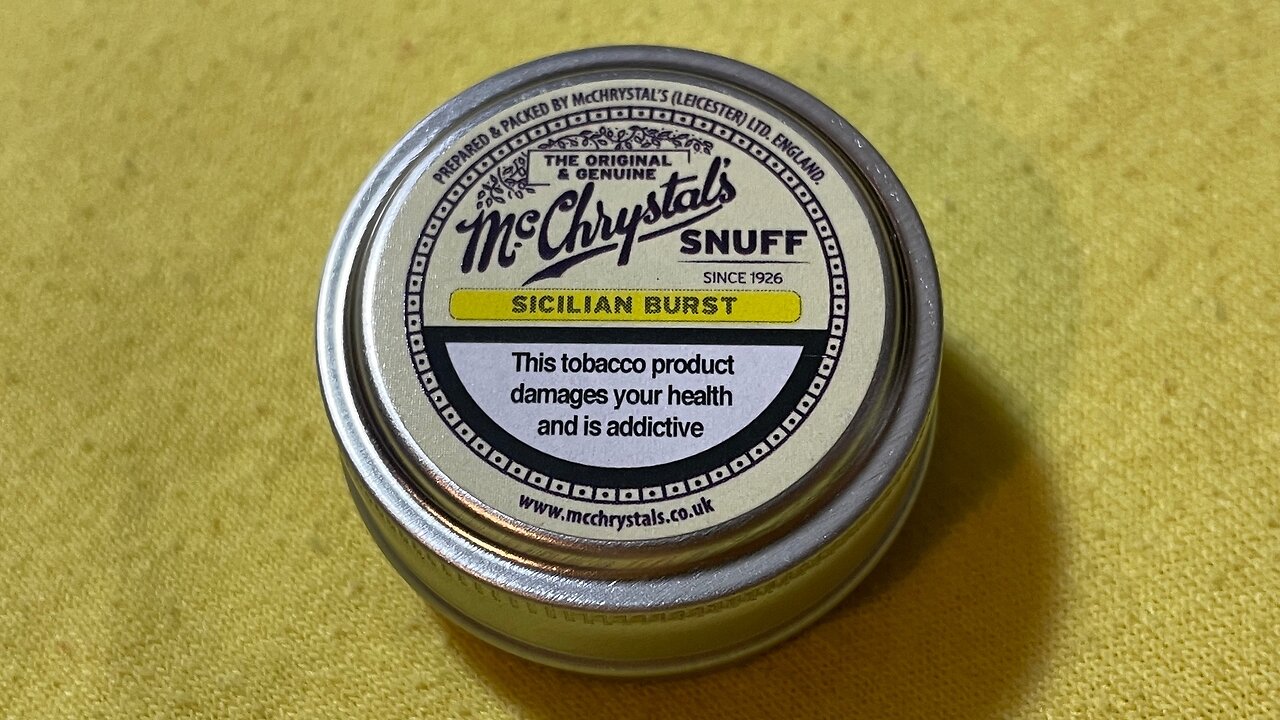 PREPARED & PACKED BY McCHRYSTAL'S (LEICESTER) LTD. ENGLAND.
THE ORIGINAL
& GENUINE
McChrystal's
SNUFF
SINCE 1926
SICILIAN BURST
This tobacco product
damages your health
and is addictive
www.mcchrystals.co.uk